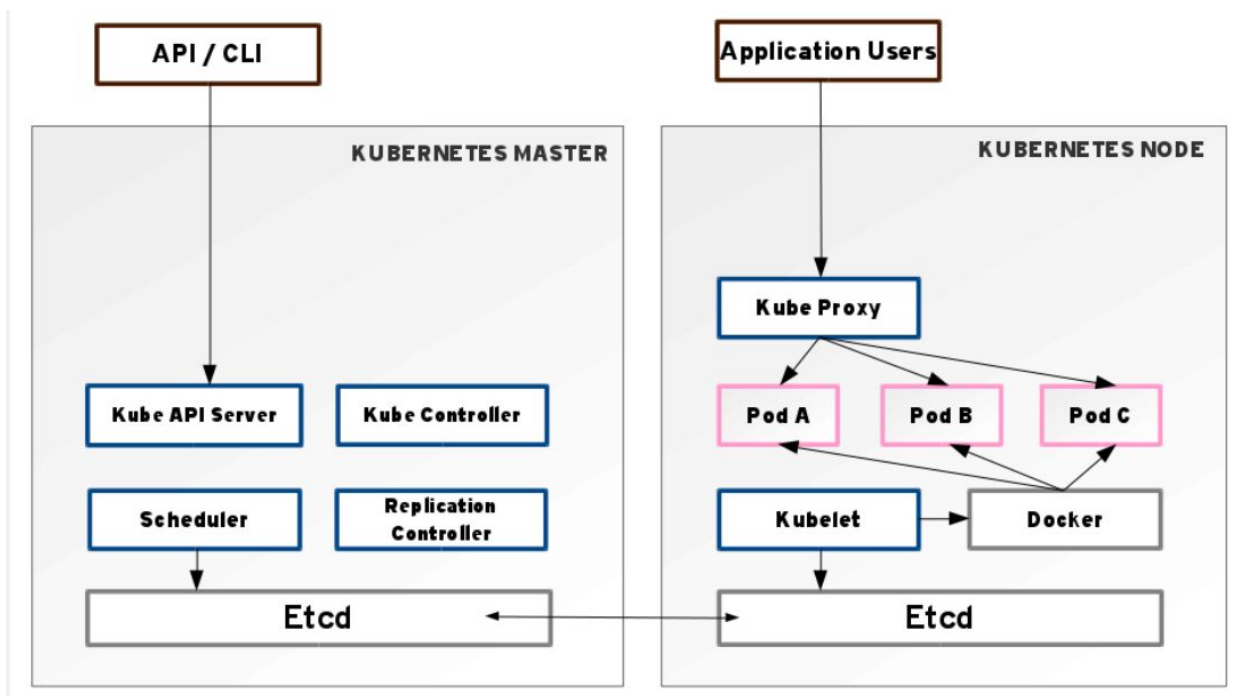 API / CLI
Application Users
KUBERNETES MASTER
KUBERNETES NODE
Kube Proxy
Kube API Server
Kube Controller
Pod A
Pod B
Pod C
Scheduler
Replication
Controller
Kubelet
Docker
Etcd
Etcd